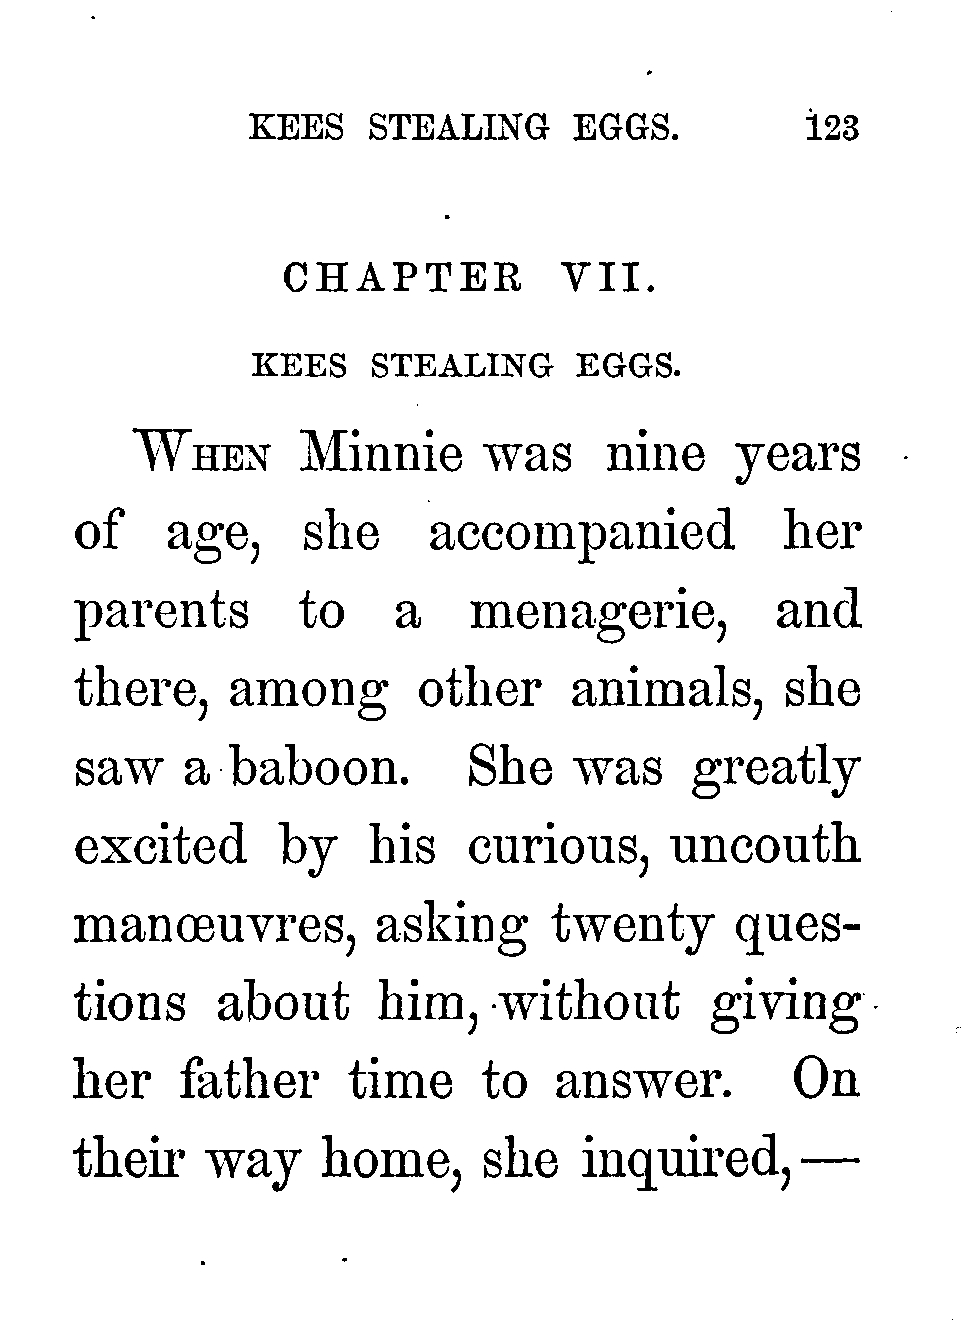 KEES STEALING EGGS. 123
CHAPTER VII.
KEES STEALING EGGS.
WHEN Minnie was nine years
of age, she accompanied her
parents to a menagerie, and
there, among other animals, she
saw a baboon. She was greatly
excited by his curious, uncouth
manœuvres, asking twenty ques-
tions about him, without giving
her father time to answer. On
their way home, she inquired,—